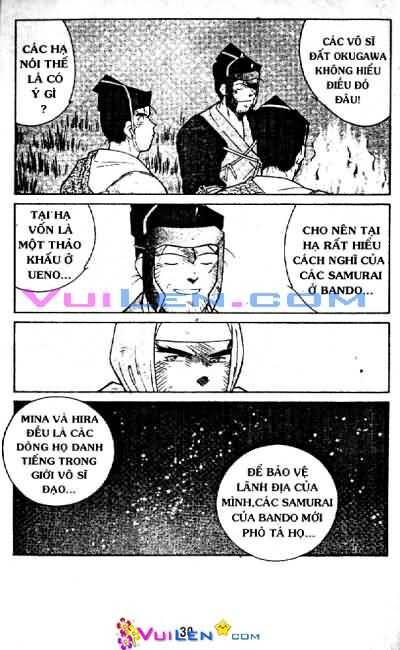 CÁC HẠ
NÓI THẾ
LÀ CÓ
Ý GÌ
?
CÁC VÕ SĨ
ĐẤT OKUGAWA
KHÔNG HIỂU
ĐIỀU ĐÓ
ĐÂU!
TẠI HẠ
VỐN LÀ
MỘT THẢO
KHẤU Ở
UENO...
CHO NÊN TẠI
HẠ RẤT HIỂU
CÁCH NGHĨ CỦA
CÁC SAMURAI
Ở BANDO...
VUILEN.COM
MINA VÀ HIRA
ĐỀU LÀ CÁC
DÒNG HỌ DANH
TIẾNG TRONG
GIỚI VÕ SĨ
ĐẠO...
ĐỂ BẢO VỆ
LÃNH ĐỊA CỦA
MÌNH,CÁC SAMURAI
CỦA BANDO MỚI
PHÒ TÁ HỌ...
30
VUILEN.COM